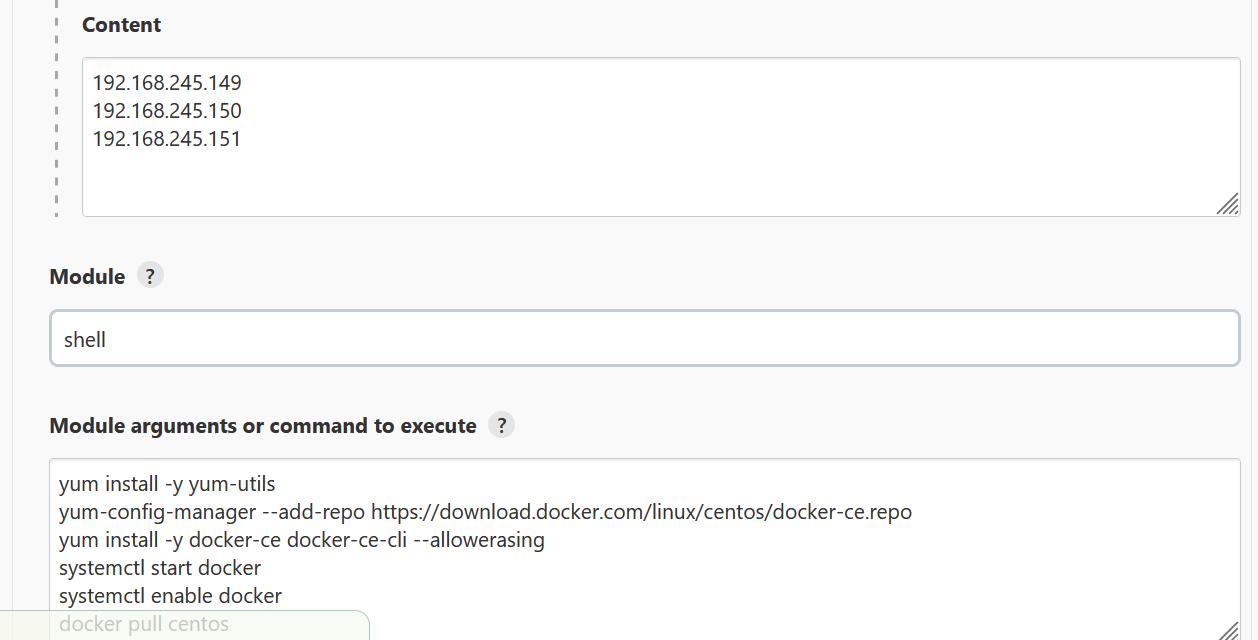 Content
192.168.245.149
192.168.245.150
192.168.245.151
Module ?
shell
Module arguments or command to execute ?
yum install -y yum-utils
yum-config-manager --add-repo https://download.docker.com/linux/centos/docker-ce.repo
yum install -y docker-ce docker-ce-cli --allowerasing
systemctl start docker
systemctl enable docker
docker pull centos